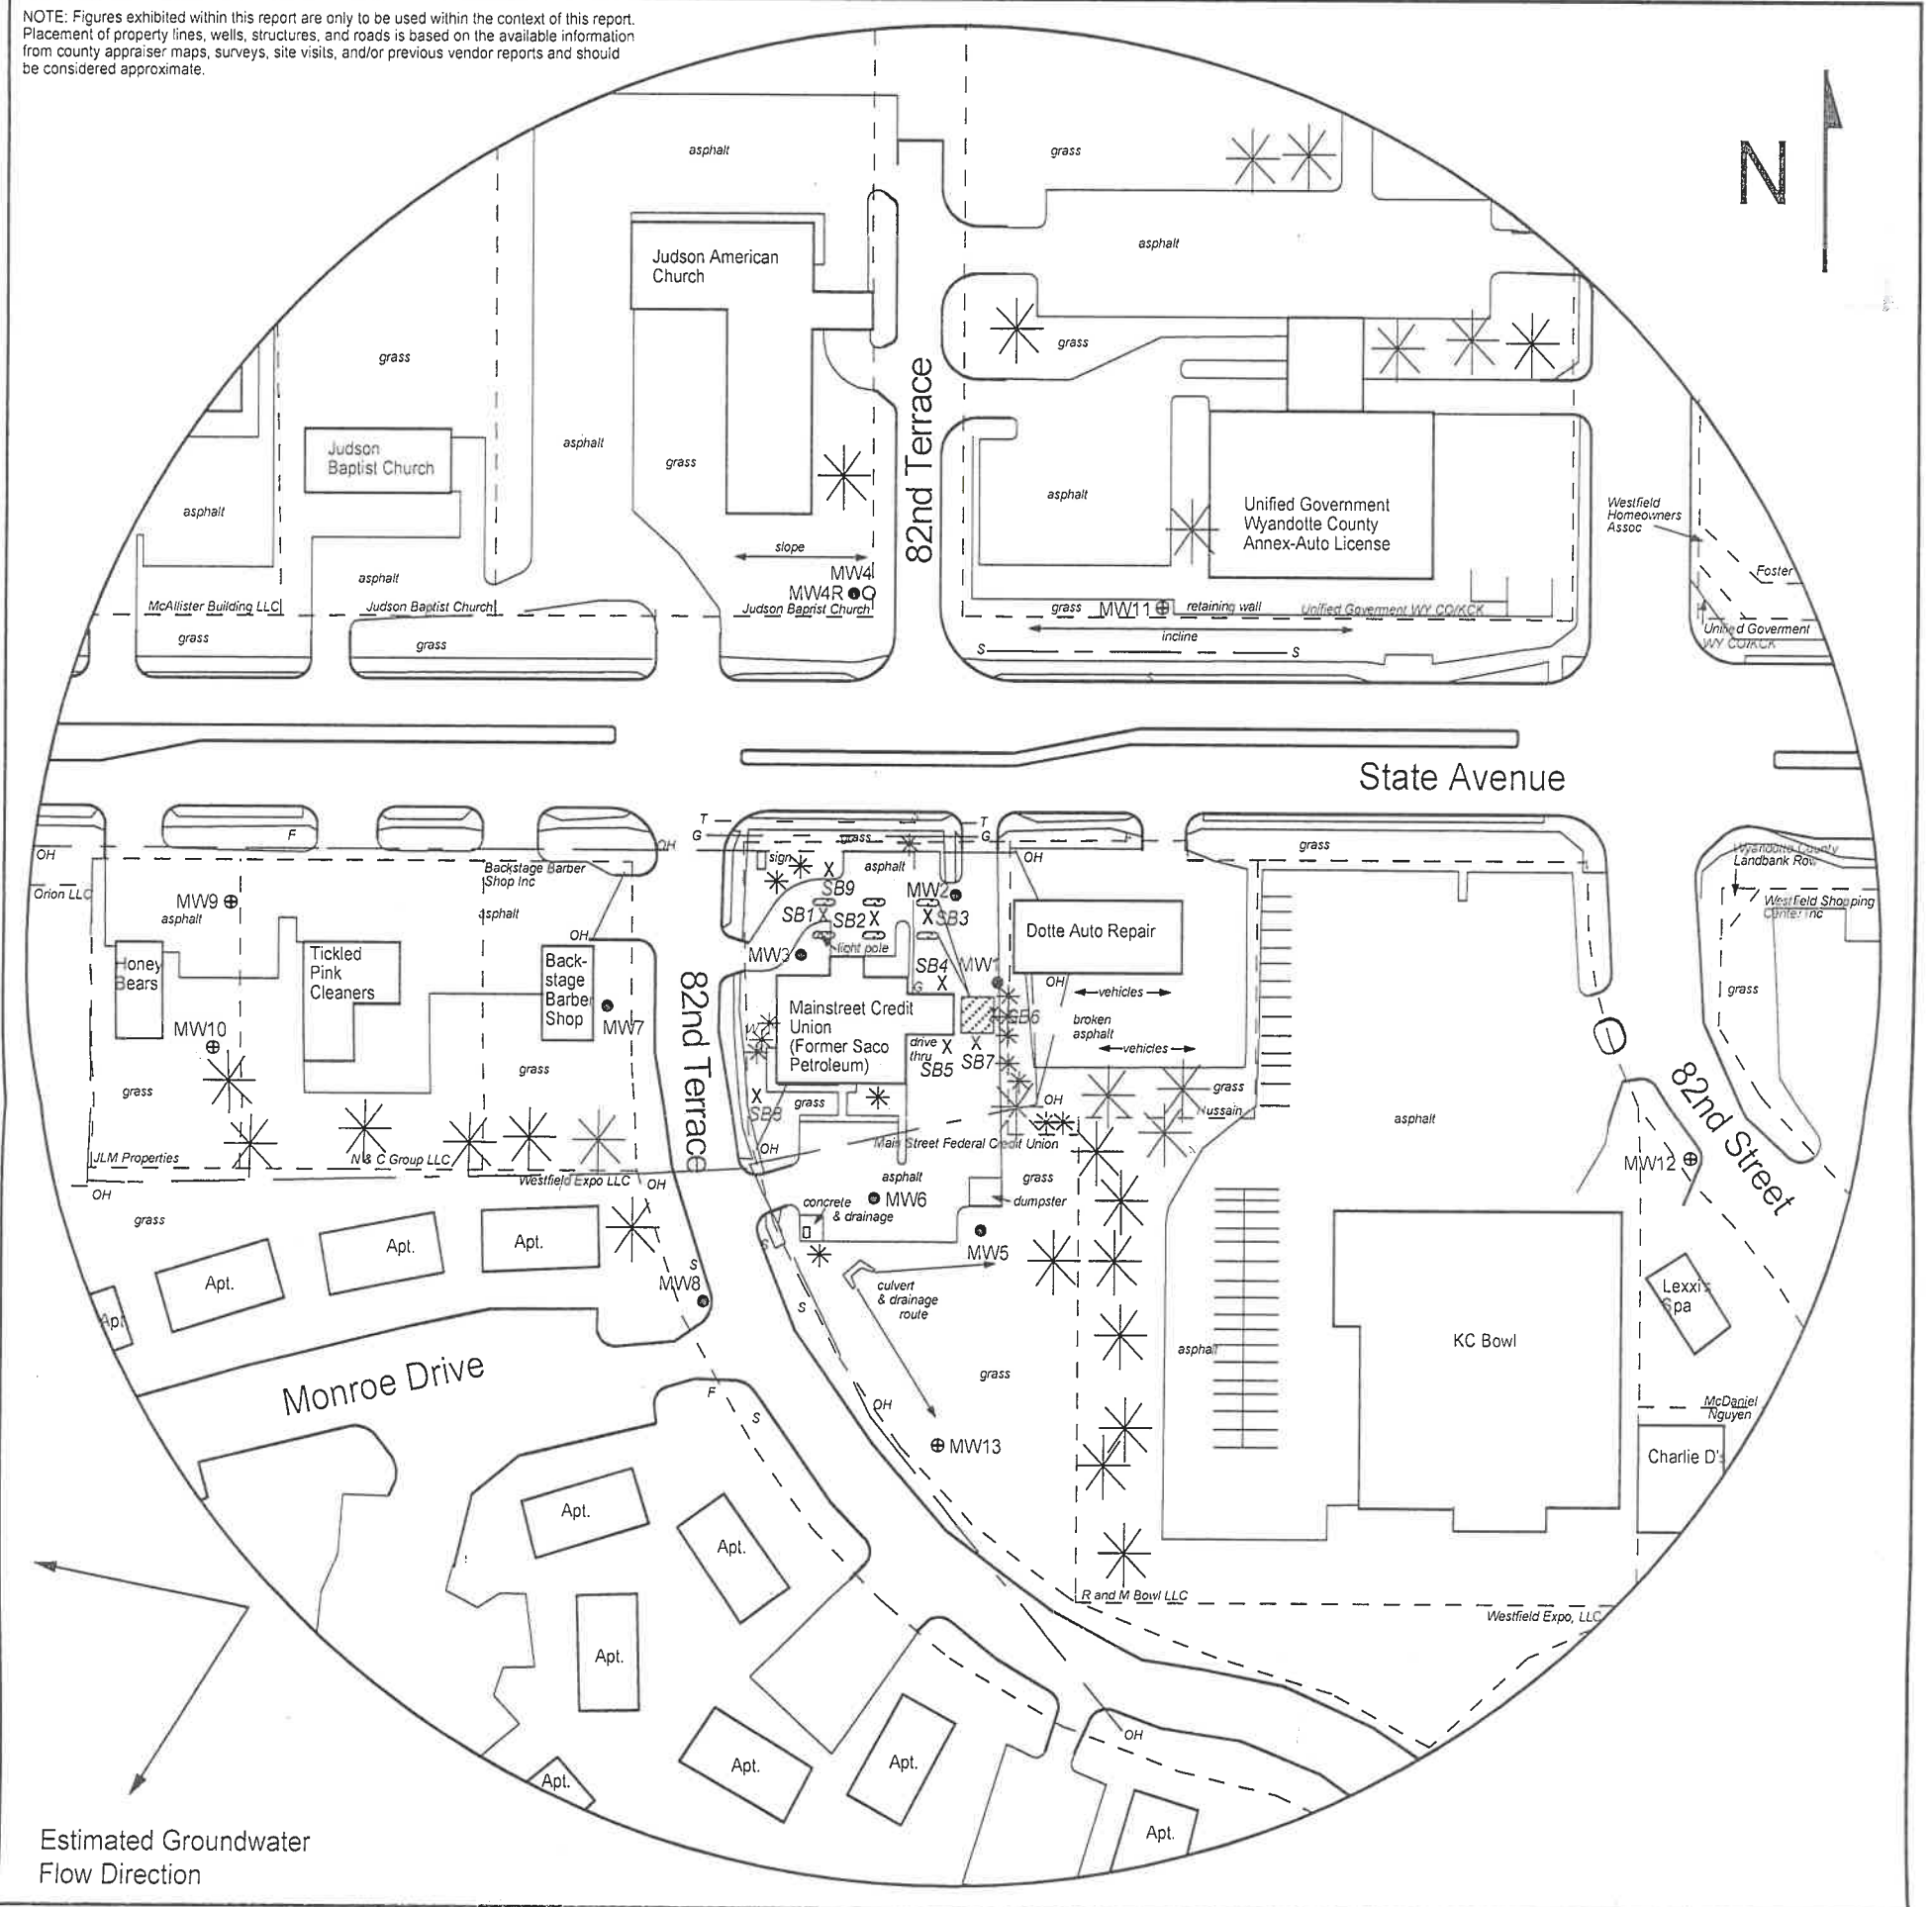 NOTE: Figures exhibited within this report are only to be used within the context of this report.
Placement of property lines, wells, structures, and roads is based on the available information
from county appraiser maps, surveys, site visits, and/or previous vendor reports and should
be considered approximate.
N
asphalt
grass
Judson American
Church
asphalt
grass
grass
82nd Terrace
Judson
Baptist Church
asphalt
grass
asphalt
asphalt
Unified Government
Wyandotte County
Annex-Auto License
Westfield
Homeowners
Assoc
slope
MW4
MW4R
asphalt
Foster
McAllister Building LLC
Judson Baptist Church
Judson Baptist Church
grass
MW11
retaining wall
Unified Goverment WY CO/KCK
incline
Unified Goverment
WY CO/KCK
grass
grass
S
S
State Avenue
F
OH
OH
T
T
G
G
grass
OH
grass
Wyandotte County
Landbank Row
Orion LLC
Backstage Barber
Shop Inc
sign
asphalt
SB9
MW2
MW9
asphalt
asphalt
SB1
SB2
SB3
Westfield Shopping
Center Inc
OH
light pole
Dotte Auto Repair
Honey
Bears
Tickled
Pink
Cleaners
Back-
stage
Barber
Shop
MW3
SB4
MW1
G
OH
vehicles
grass
82nd Terrace
Mainstreet Credit
Union
(Former Saco
Petroleum)
W
SB6
broken
asphalt
MW10
MW7
drive
thru
SB5
SB7
vehicles
82nd Street
grass
grass
SB8
grass
OH
grass
Hussain
asphalt
Main Street Federal Credit Union
OH
JLM Properties
N & C Group LLC
Westfield Expo LLC
OH
OH
asphalt
grass
MW12
grass
concrete
& drainage
MW6
dumpster
Apt.
Apt.
Apt.
S
MW8
S
MW5
culvert
& drainage
route
S
Lexxi's
Spa
Apt
KC Bowl
asphalt
Monroe Drive
grass
F
S
OH
McDaniel
Nguyen
MW13
Charlie D's
Apt.
Apt.
R and M Bowl LLC
Westfield Expo, LLC
Apt.
OH
Apt.
Apt.
Apt.
Apt.
Estimated Groundwater
Flow Direction